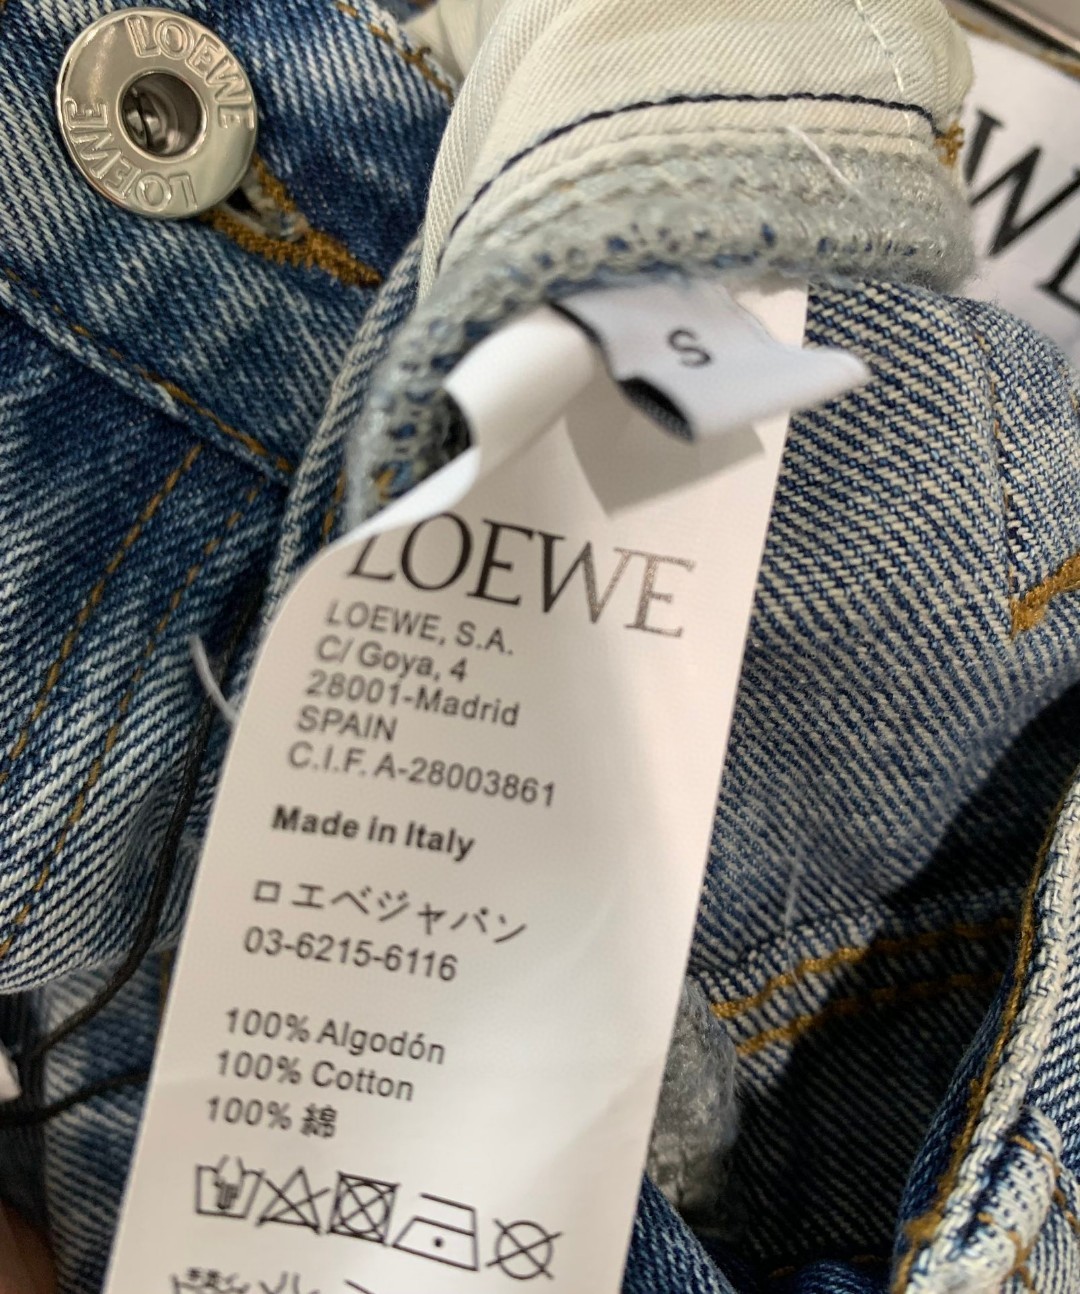 LOEWE
LOEWE
LOEWE
S
LOEWE
LOEWE, S.A.
C/ Goya, 4
28001-Madrid
SPAIN
C.I.F. A-28003861
Made in Italy
ロエベジャパン
03-6215-6116
100% Algodón
100% Cotton
100% 綿